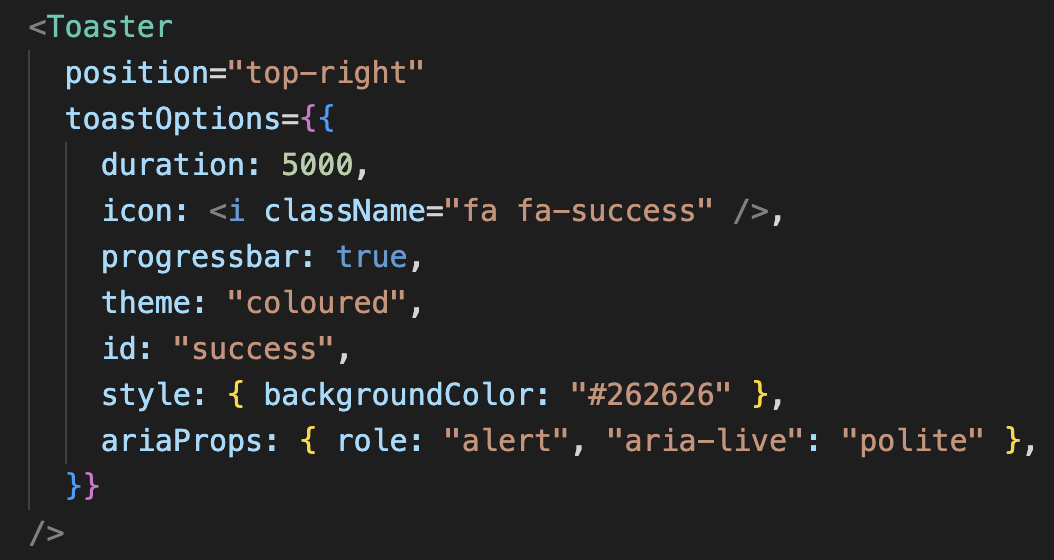 <Toaster
position="top-right"
toastOptions={{
duration: 5000,
icon: <i className="fa fa-success" />,
progressbar: true,
theme: "coloured",
id: "success",
style: { backgroundColor: "#262626" },
ariaProps: { role: "alert", "aria-live": "polite" },
}}
/>